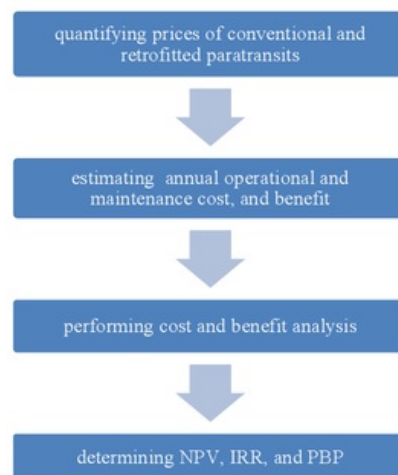 quantifying prices of conventional and
retrofitted paratransits
estimating annual operational and
maintenance cost, and benefit
performing cost and benefit analysis
determining NPV, IRR, and PBP